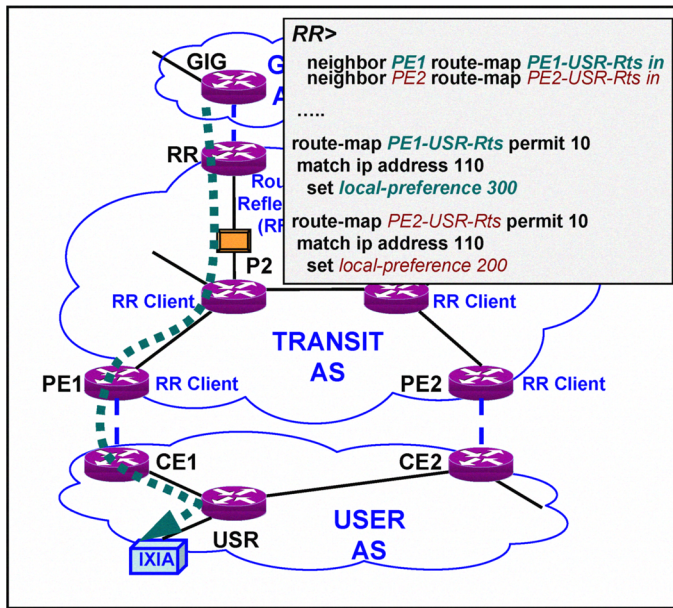 RR>
neighbor PE1 route-map PE1-USR-Rts in
neighbor PE2 route-map PE2-USR-Rts in
.....
route-map PE1-USR-Rts permit 10
match ip address 110
set local-preference 300
route-map PE2-USR-Rts permit 10
match ip address 110
set local-preference 200
GIG
G
A
RR
Rou
Refle
(RR
P2
RR Client
RR Client
TRANSIT
AS
PE1
RR Client
PE2
RR Client
CE1
CE2
USR
USER
AS
IXIA